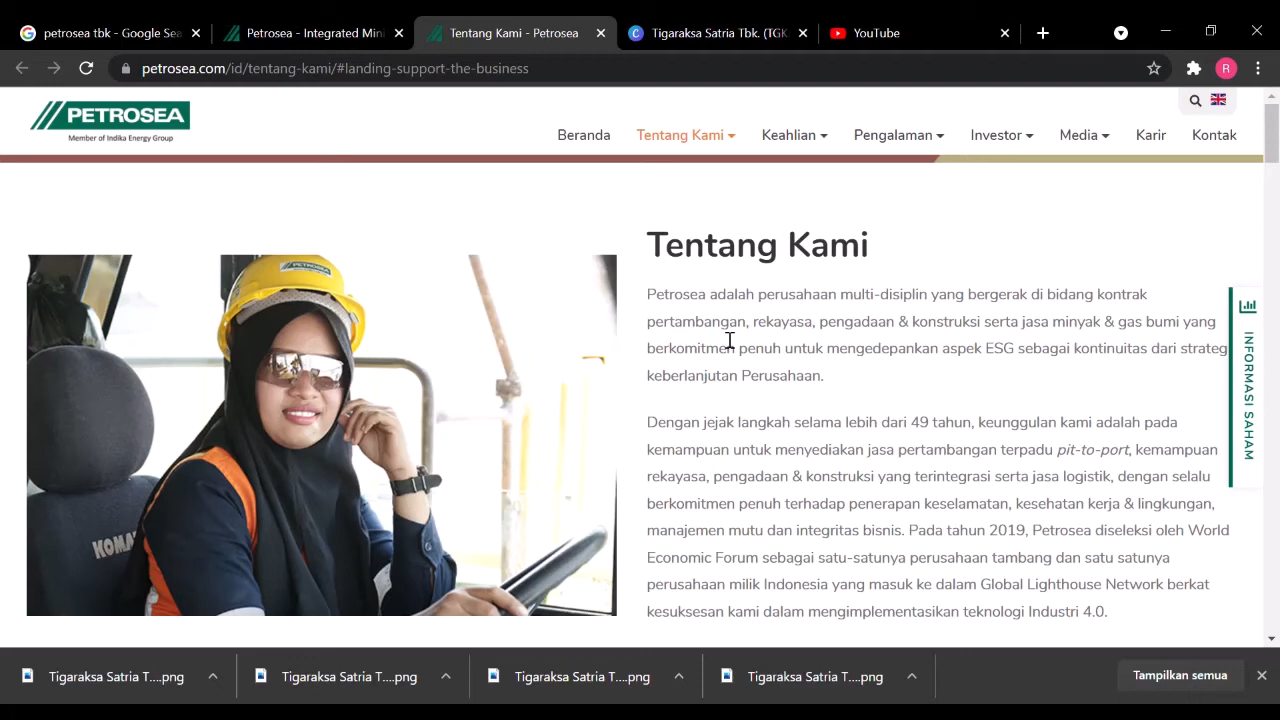 petrosea tbk - Google Sea
Petrosea - Integrated Mini
Tentang Kami - Petrosea
Tigaraksa Satria Tbk. (TGK
YouTube
petrosea.com/id/tentang-kami/#landing-support-the-business
R
PETROSEA
Member of Indika Energy Group
Beranda
Tentang Kami
Keahlian
Pengalaman
Investor
Media
Karir
Kontak
Tentang Kami
Petrosea adalah perusahaan multi-disiplin yang bergerak di bidang kontrak
pertambangan, rekayasa, pengadaan & konstruksi serta jasa minyak & gas bumi yang
berkomitmen penuh untuk mengedepankan aspek ESG sebagai kontinuitas dari strateg
keberlanjutan Perusahaan.
Dengan jejak langkah selama lebih dari 49 tahun, keunggulan kami adalah pada
kemampuan untuk menyediakan jasa pertambangan terpadu pit-to-port, kemampuan
rekayasa, pengadaan & konstruksi yang terintegrasi serta jasa logistik, dengan selalu
berkomitmen penuh terhadap penerapan keselamatan, kesehatan kerja & lingkungan,
manajemen mutu dan integritas bisnis. Pada tahun 2019, Petrosea diseleksi oleh World
Economic Forum sebagai satu-satunya perusahaan tambang dan satu satunya
perusahaan milik Indonesia yang masuk ke dalam Global Lighthouse Network berkat
kesuksesan kami dalam mengimplementasikan teknologi Industri 4.0.
INFORMASI SAHAM
PETROSEA
KOMA
Tigaraksa Satria T....png
Tigaraksa Satria T....png
Tigaraksa Satria T....png
Tigaraksa Satria T....png
Tampilkan semua